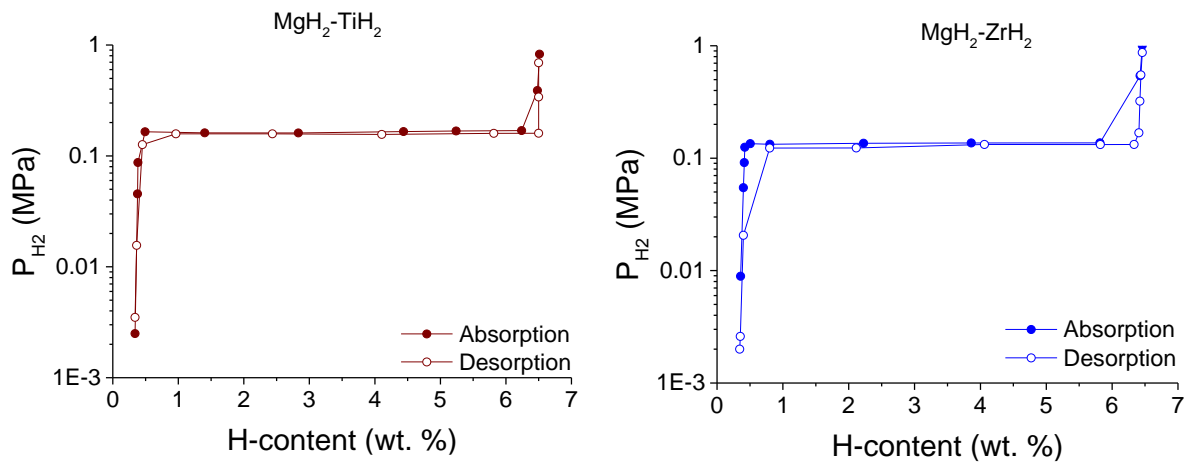 MgH₂-TiH₂
1
0.1
0.01
1E-3
P_H2 (MPa)
0 1 2 3 4 5 6 7
H-content (wt. %)
Absorption
Desorption
MgH₂-ZrH₂
1
0.1
0.01
1E-3
P_H2 (MPa)
0 1 2 3 4 5 6 7
H-content (wt. %)
Absorption
Desorption